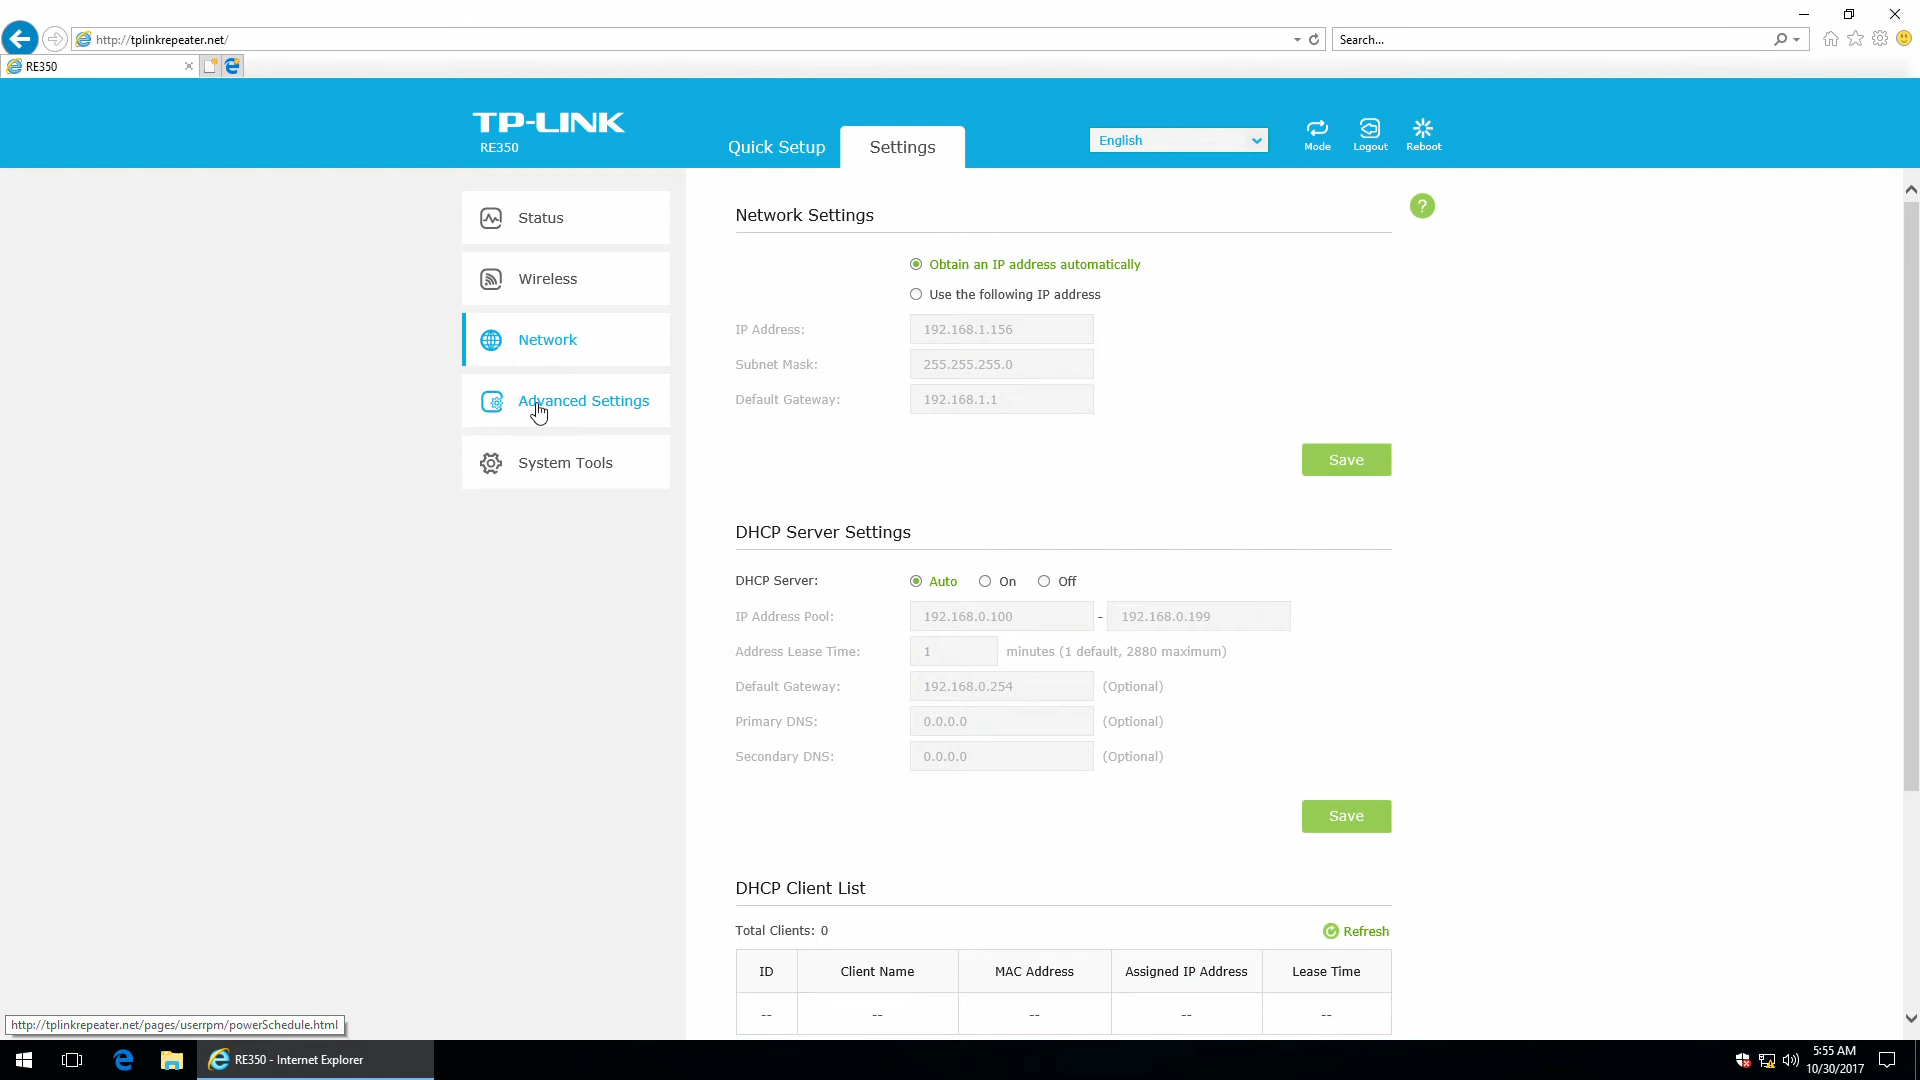 http://tplinkrepeater.net/
Search...
RE350
TP-LINK
RE350
Quick Setup
Settings
English
Mode
Logout
Reboot
Status
Wireless
Network
Advanced Settings
System Tools
Network Settings
?
Obtain an IP address automatically
Use the following IP address
IP Address: 192.168.1.156
Subnet Mask: 255.255.255.0
Default Gateway: 192.168.1.1
Save
DHCP Server Settings
DHCP Server: Auto On Off
IP Address Pool: 192.168.0.100 - 192.168.0.199
Address Lease Time: 1 minutes (1 default, 2880 maximum)
Default Gateway: 192.168.0.254 (Optional)
Primary DNS: 0.0.0.0 (Optional)
Secondary DNS: 0.0.0.0 (Optional)
Save
DHCP Client List
Total Clients: 0 Refresh
ID Client Name MAC Address Assigned IP Address Lease Time
-- -- -- -- --
http://tplinkrepeater.net/pages/userrpm/powerSchedule.html
RE350 - Internet Explorer
5:55 AM
10/30/2017